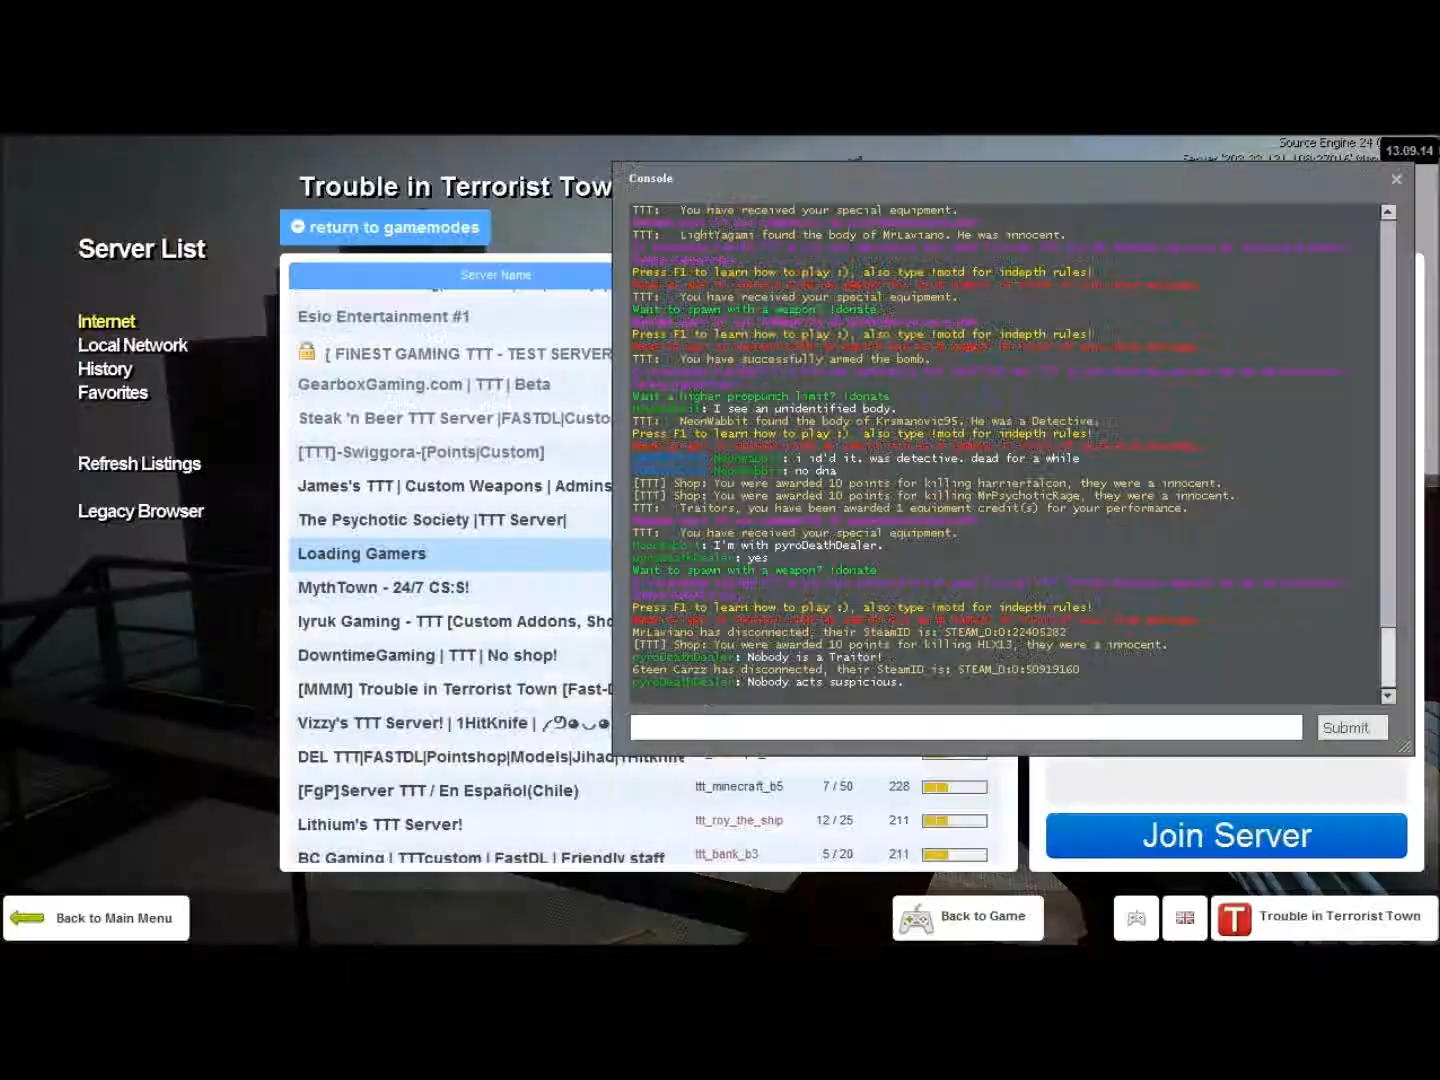 Source Engine 24
13.09.14
Trouble in Terrorist Tow
Console
return to gamemodes
Server List
Internet
Local Network
History
Favorites
Refresh Listings
Legacy Browser
Server Name
Esio Entertainment #1
[ FINEST GAMING TTT - TEST SERVER
GearboxGaming.com | TTT | Beta
Steak 'n Beer TTT Server |FASTDL|Custo
[TTT]-Swiggora-[Points|Custom]
James's TTT | Custom Weapons | Admins
The Psychotic Society |TTT Server|
Loading Gamers
MythTown - 24/7 CS:S!
lyruk Gaming - TTT [Custom Addons, Sho
DowntimeGaming | TTT | No shop!
[MMM] Trouble in Terrorist Town [Fast-D
Vizzy's TTT Server! | 1HitKnife |
DEL TTT|FASTDL|Pointshop|Models|Jihad|1HitKnife
[FgP]Server TTT / En Español(Chile) ttt_minecraft_b5 7 / 50 228
Lithium's TTT Server! ttt_roy_the_ship 12 / 25 211
BC Gaming | TTTcustom | FastDL | Friendly staff ttt_bank_b3 5 / 20 211
TTT: You have received your special equipment.
TTT: LightYagami found the body of MrLaviano. He was innocent.
Press F1 to learn how to play :), also type !motd for indepth rules!
TTT: You have received your special equipment.
Want to spawn with a weapon? !donate
Press F1 to learn how to play :), also type !motd for indepth rules!
TTT: You have successfully armed the bomb.
Want a higher proppunch limit? !donate
: I see an unidentified body.
TTT: NeonWabbit found the body of Krsmanovic95. He was a Detective.
Press F1 to learn how to play :), also type !motd for indepth rules!
NeonWabbit: i id'd it. was detective. dead for a while
NeonWabbit: no dna
[TTT] Shop: You were awarded 10 points for killing harrierfalcon, they were a innocent.
[TTT] Shop: You were awarded 10 points for killing MrPsychoticRage, they were a innocent.
TTT: Traitors, you have been awarded 1 equipment credit(s) for your performance.
TTT: You have received your special equipment.
NeonWabbit: I'm with pyroDeathDealer.
pyroDeathDealer: yes
Want to spawn with a weapon? !donate
Press F1 to learn how to play :), also type !motd for indepth rules!
MrLaviano has disconnected, their SteamID is: STEAM_0:0:22405282
[TTT] Shop: You were awarded 10 points for killing HLX13, they were a innocent.
pyroDeathDealer: Nobody is a Traitor!
6teen Carzz has disconnected, their SteamID is: STEAM_0:0:50919160
pyroDeathDealer: Nobody acts suspicious.
Submit
Join Server
Back to Main Menu
Back to Game
T
Trouble in Terrorist Town